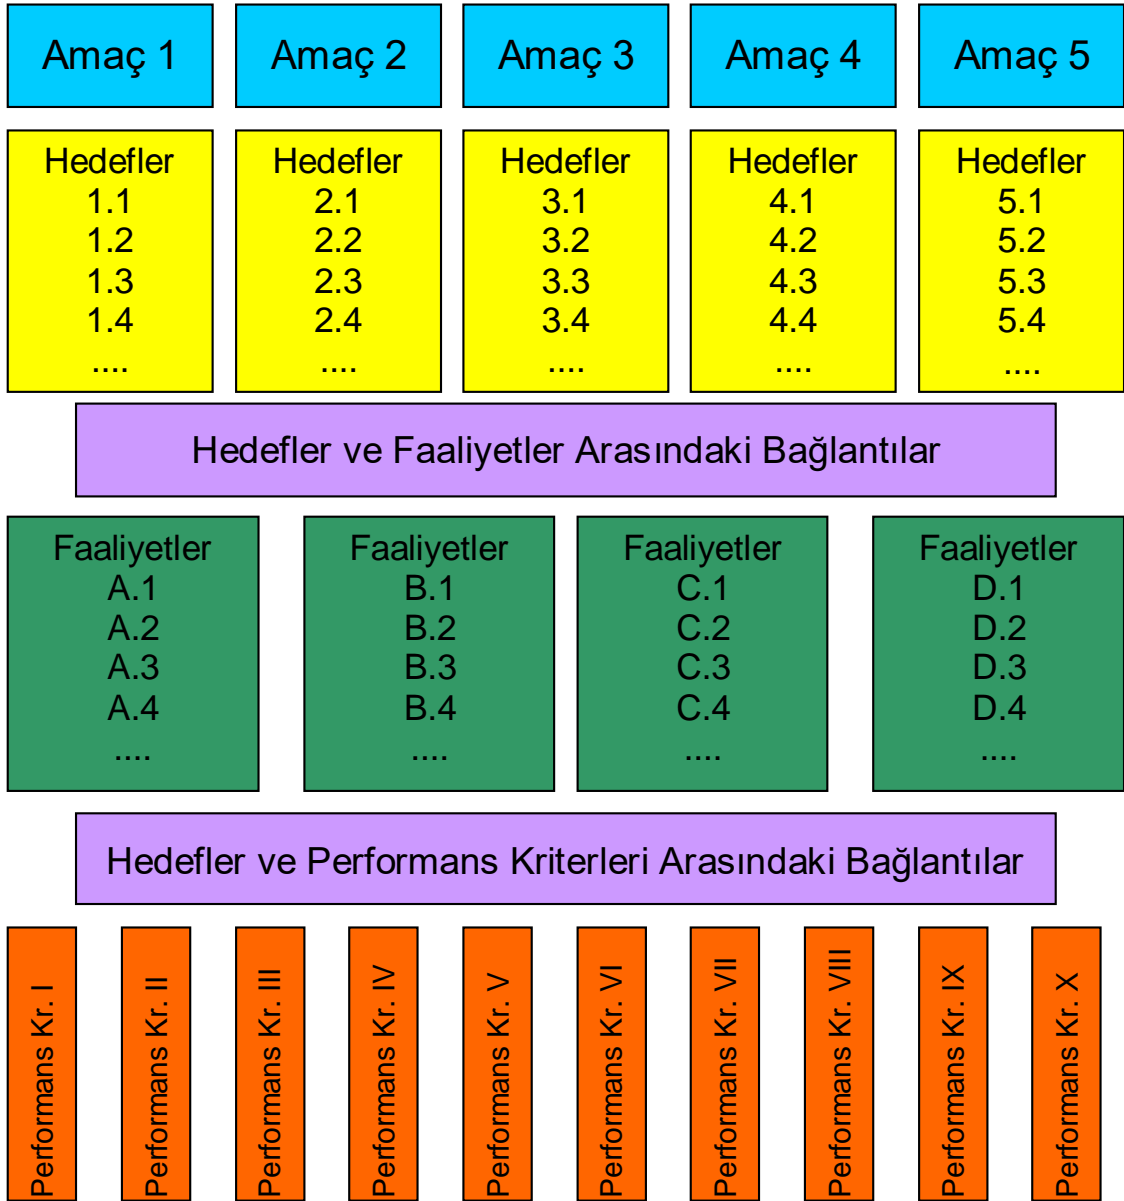 Amaç 1
Amaç 2
Amaç 3
Amaç 4
Amaç 5
Hedefler
1.1
1.2
1.3
1.4
....
Hedefler
2.1
2.2
2.3
2.4
....
Hedefler
3.1
3.2
3.3
3.4
....
Hedefler
4.1
4.2
4.3
4.4
....
Hedefler
5.1
5.2
5.3
5.4
....
Hedefler ve Faaliyetler Arasındaki Bağlantılar
Faaliyetler
A.1
A.2
A.3
A.4
....
Faaliyetler
B.1
B.2
B.3
B.4
....
Faaliyetler
C.1
C.2
C.3
C.4
....
Faaliyetler
D.1
D.2
D.3
D.4
....
Hedefler ve Performans Kriterleri Arasındaki Bağlantılar
Performans Kr. I
Performans Kr. II
Performans Kr. III
Performans Kr. IV
Performans Kr. V
Performans Kr. VI
Performans Kr. VII
Performans Kr. VIII
Performans Kr. IX
Performans Kr. X